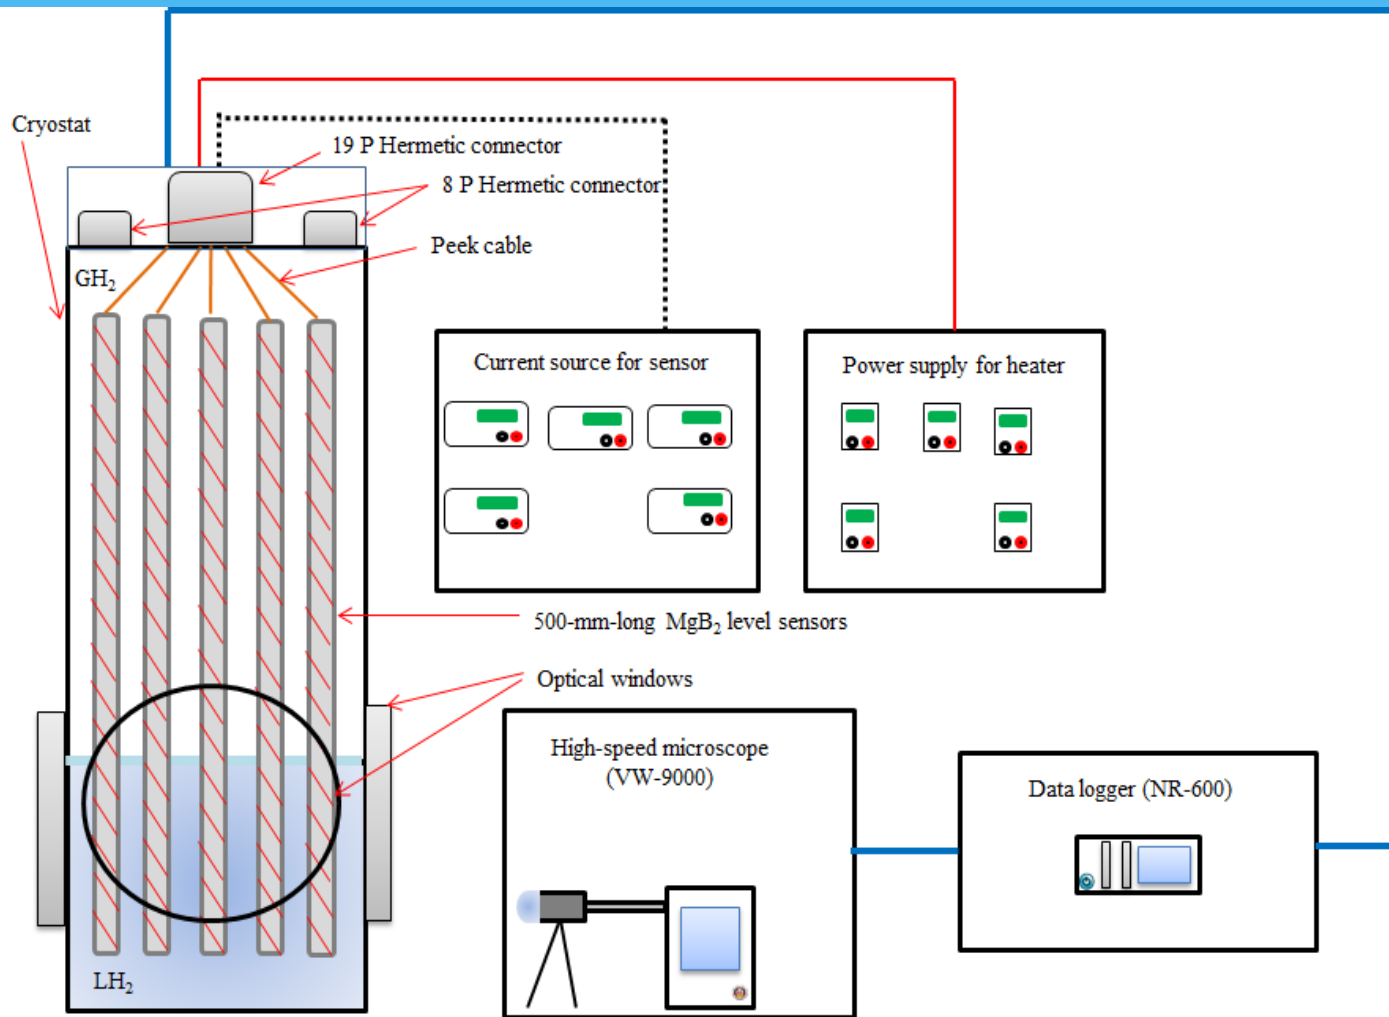 Cryostat
19 P Hermetic connector
8 P Hermetic connector
Peek cable
GH₂
Current source for sensor
Power supply for heater
500-mm-long MgB₂ level sensors
Optical windows
High-speed microscope
(VW-9000)
Data logger (NR-600)
LH₂